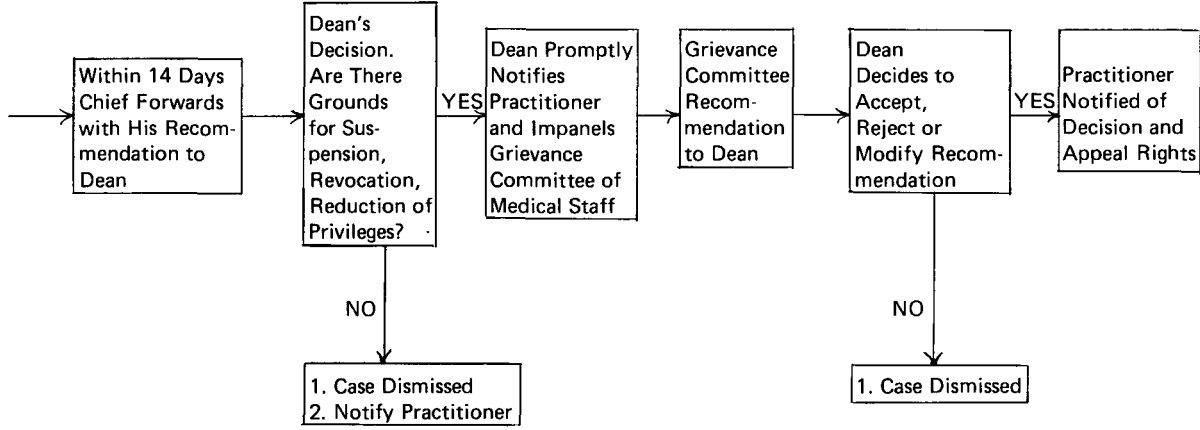 Within 14 Days
Chief Forwards
with His Recom-
mendation to
Dean
Dean's
Decision.
Are There
Grounds
for Sus-
pension,
Revocation,
Reduction of
Privileges?
YES
NO
1. Case Dismissed
2. Notify Practitioner
Dean Promptly
Notifies
Practitioner
and Impanels
Grievance
Committee of
Medical Staff
Grievance
Committee
Recom-
mendation
to Dean
Dean
Decides to
Accept,
Reject or
Modify Recom-
mendation
YES
NO
1. Case Dismissed
Practitioner
Notified of
Decision and
Appeal Rights